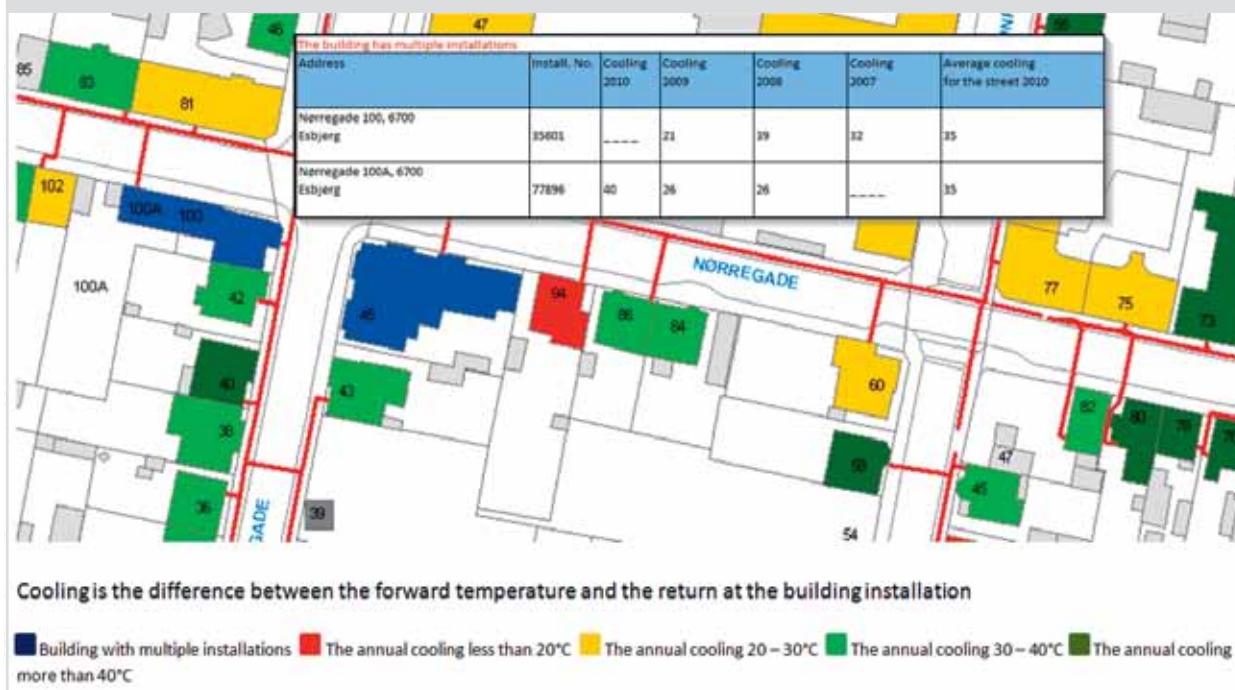 46
47
55
85
83
81
The building has multiple installations
Address Install. No. Cooling 2010 Cooling 2009 Cooling 2008 Cooling 2007 Average cooling for the street 2010
Nørregade 100, 6700 Esbjerg 35601 ____ 21 39 32 35
Nørregade 100A, 6700 Esbjerg 77896 40 26 26 ____ 35
102
100A 100
100A
42
45
94
86
84
NØRREGADE
77
75
73
40
43
60
38
82
80
78
36
39
GADE
47
45
54
Cooling is the difference between the forward temperature and the return at the building installation
Building with multiple installations The annual cooling less than 20°C The annual cooling 20 – 30°C The annual cooling 30 – 40°C The annual cooling
more than 40°C